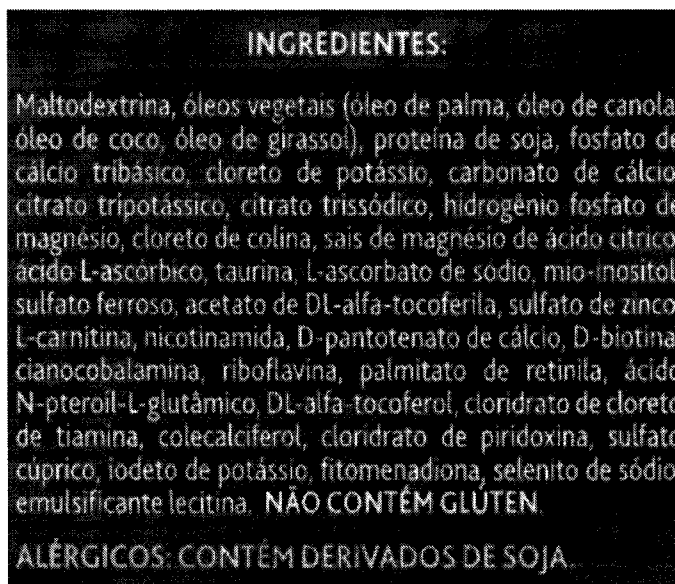 INGREDIENTES:
Maltodextrina, óleos vegetais (óleo de palma, óleo de canola,
óleo de coco, óleo de girassol), proteína de soja, fosfato de
cálcio tribásico, cloreto de potássio, carbonato de cálcio,
citrato tripotássico, citrato trissódico, hidrogênio fosfato de
magnésio, cloreto de colina, sais de magnésio de ácido cítrico,
ácido L-ascórbico, taurina, L-ascorbato de sódio, mio-inositol,
sulfato ferroso, acetato de DL-alfa-tocoferila, sulfato de zinco,
L-carnitina, nicotinamida, D-pantotenato de cálcio, D-biotina,
cianocobalamina, riboflavina, palmitato de retinila, ácido
N-pteroil-L-glutâmico, DL-alfa-tocoferol, cloridrato de cloreto
de tiamina, colecalciferol, cloridrato de piridoxina, sulfato
cúprico, iodeto de potássio, fitomenadiona, selenito de sódio,
emulsificante lecitina. NÃO CONTÉM GLÚTEN.
ALÉRGICOS: CONTÉM DERIVADOS DE SOJA.